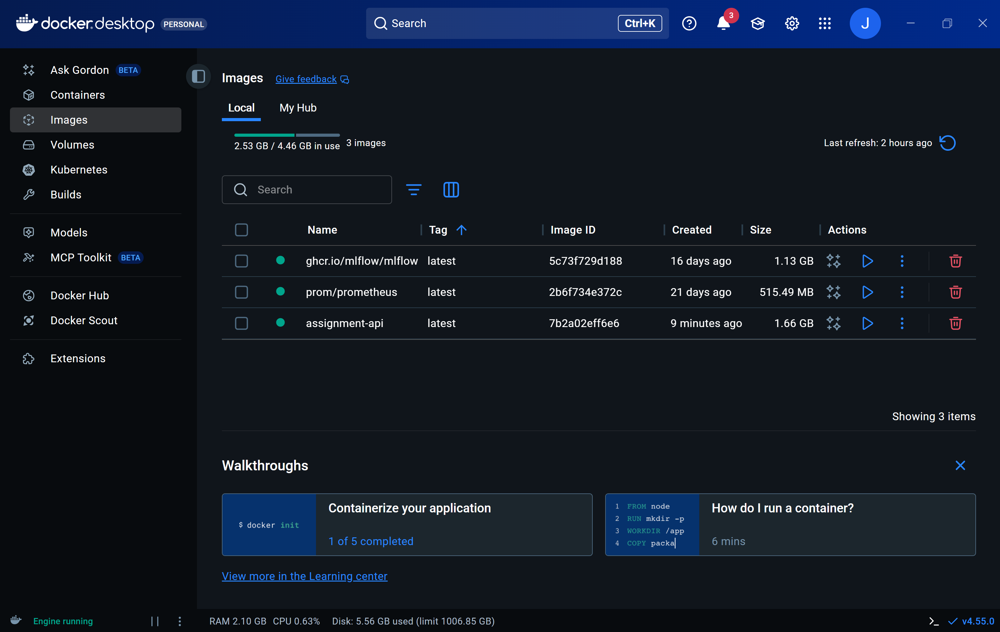 docker.desktop PERSONAL
Search Ctrl+K
3
J
Ask Gordon BETA
Containers
Images
Volumes
Kubernetes
Builds
Models
MCP Toolkit BETA
Docker Hub
Docker Scout
Extensions
Images Give feedback
Local My Hub
2.53 GB / 4.46 GB in use 3 images
Last refresh: 2 hours ago
Search
Name Tag Image ID Created Size Actions
ghcr.io/mlflow/mlflow latest 5c73f729d188 16 days ago 1.13 GB
prom/prometheus latest 2b6f734e372c 21 days ago 515.49 MB
assignment-api latest 7b2a02eff6e6 9 minutes ago 1.66 GB
Showing 3 items
Walkthroughs
$ docker init
Containerize your application
1 of 5 completed
1 FROM node
2 RUN mkdir -p
3 WORKDIR /app
4 COPY packa
How do I run a container?
6 mins
View more in the Learning center
Engine running
RAM 2.10 GB CPU 0.63% Disk: 5.56 GB used (limit 1006.85 GB)
v4.55.0